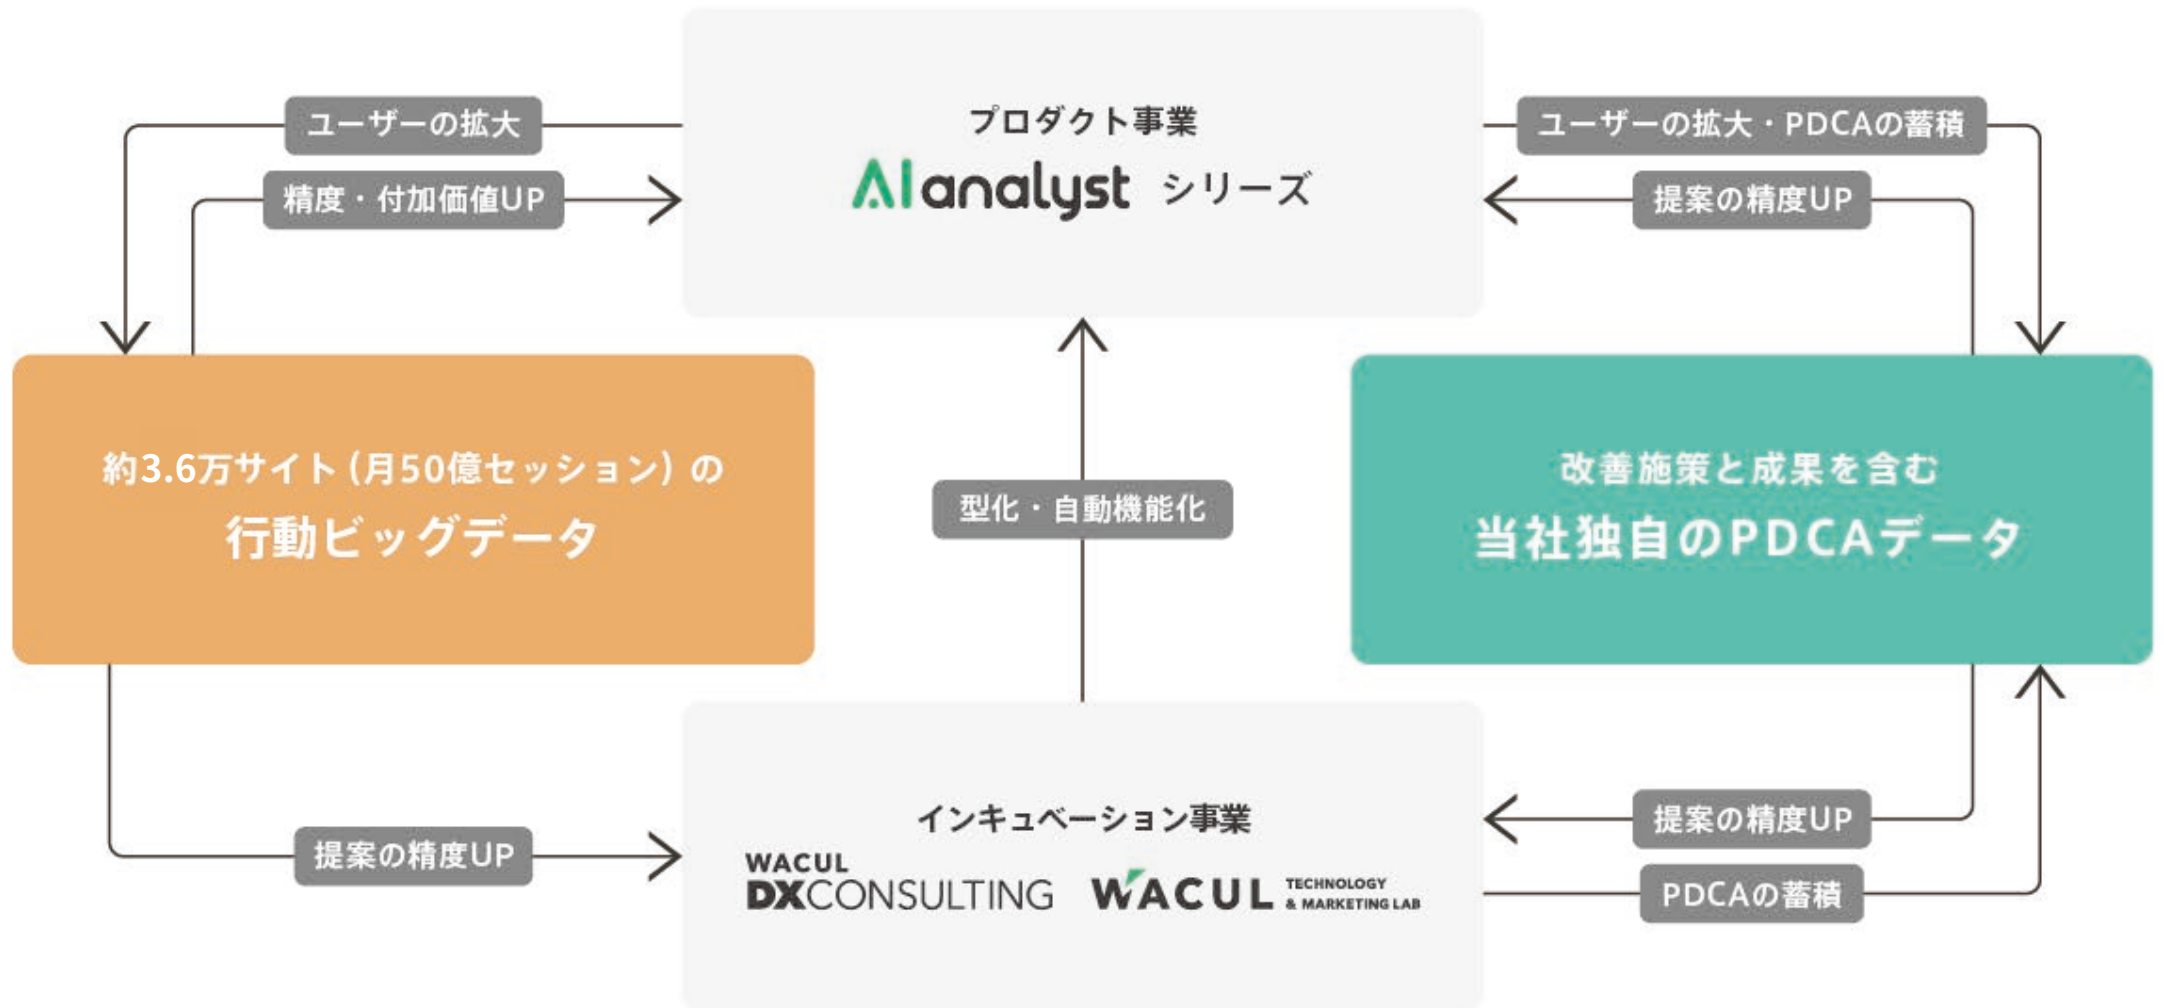 プロダクト事業
AI analyst シリーズ
ユーザーの拡大
精度・付加価値UP
ユーザーの拡大・PDCAの蓄積
提案の精度UP
約3.6万サイト（月50億セッション）の
行動ビッグデータ
型化・自動機能化
改善施策と成果を含む
当社独自のPDCAデータ
提案の精度UP
インキュベーション事業
WACUL
DXCONSULTING
WACUL
TECHNOLOGY
& MARKETING LAB
提案の精度UP
PDCAの蓄積